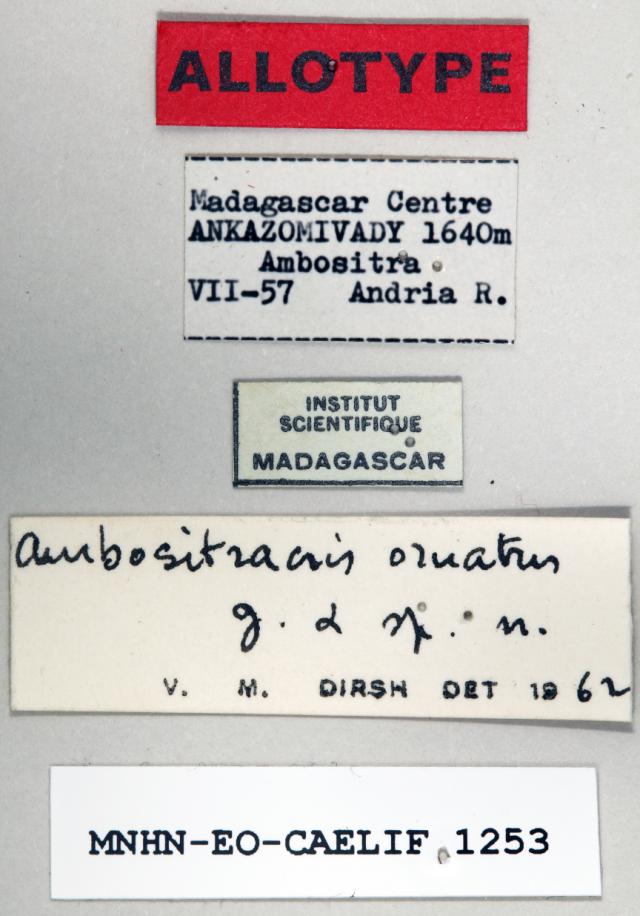 ALLOTYPE
Madagascar Centre
ANKAZOMIVADY 1640m
Ambositra
VII-57 Andria R.
INSTITUT
SCIENTIFIQUE
MADAGASCAR
Ambositracris ornatus
g. & sp. n.
V. M. DIRSH DET 1962
MNHN-EO-CAELIF 1253